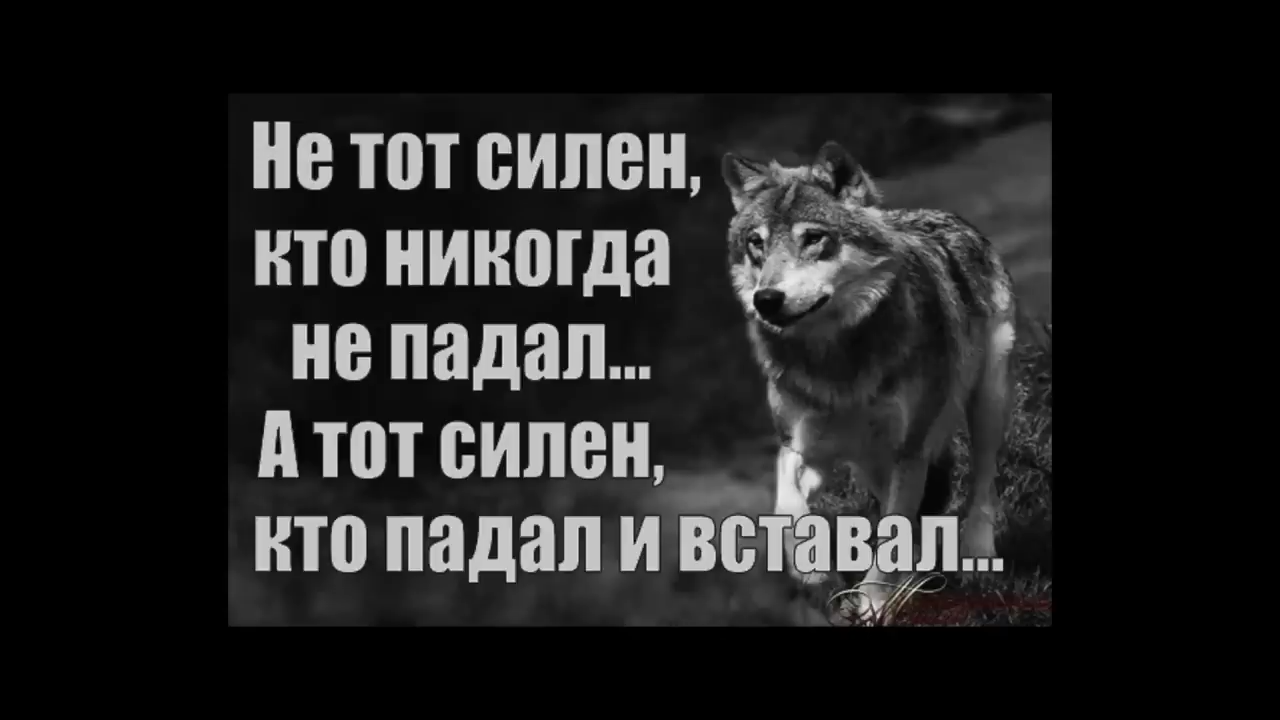 Не тот силен,
кто никогда
не падал...
А тот силен,
кто падал и вставал...